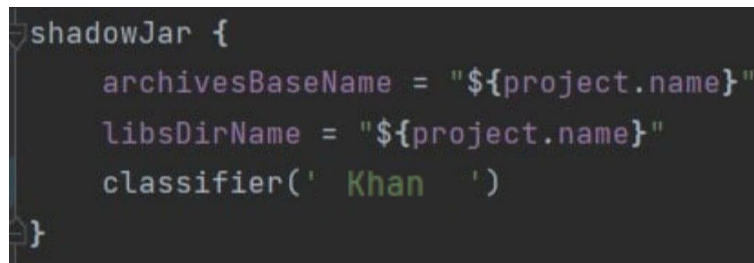 shadowJar {
archivesBaseName = "${project.name}"
libsDirName = "${project.name}"
classifier(' Khan ')
}